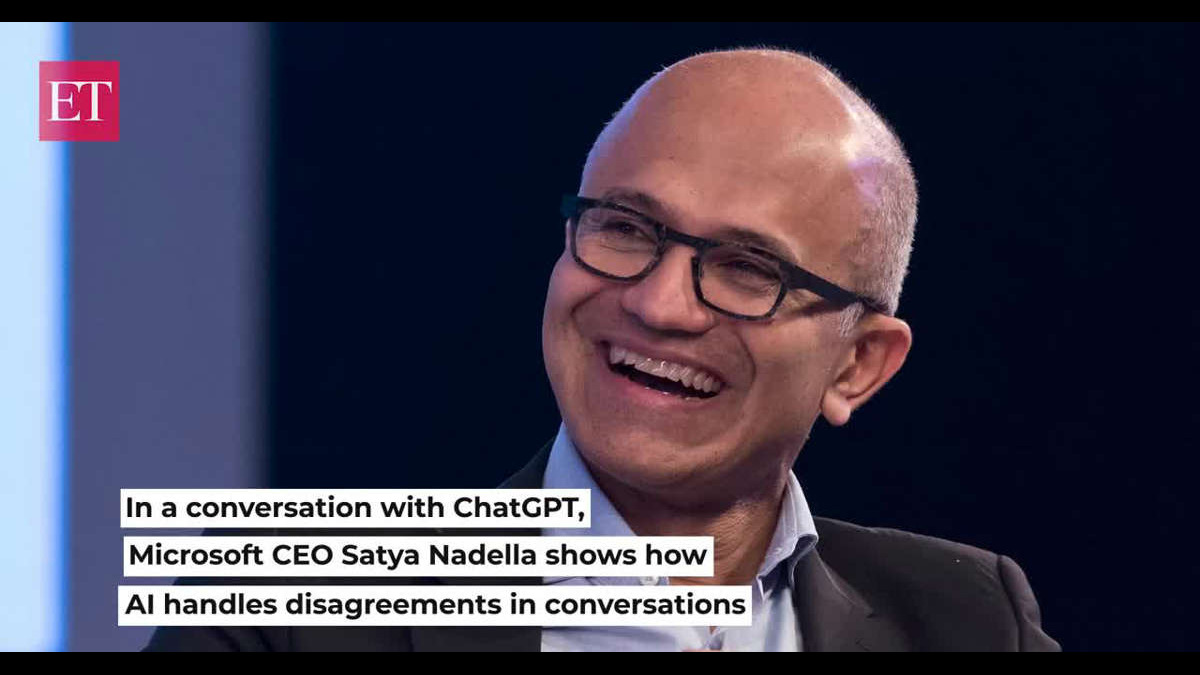 ET
In a conversation with ChatGPT,
Microsoft CEO Satya Nadella shows how
AI handles disagreements in conversations